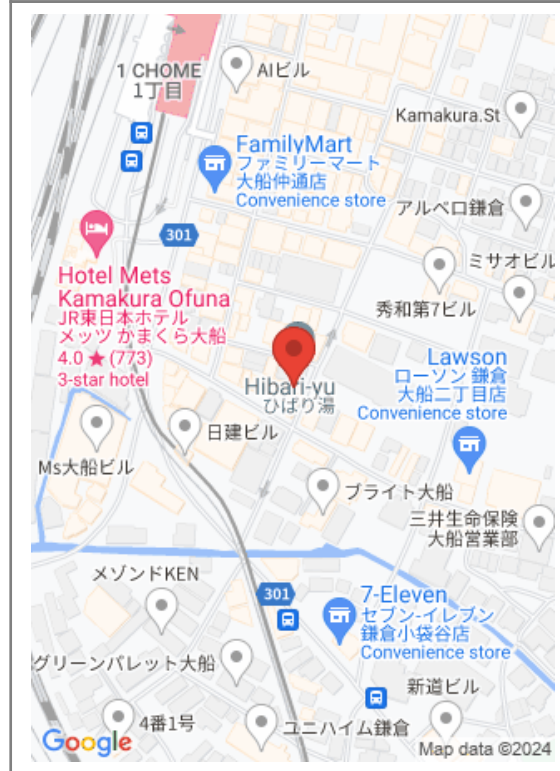 1 CHOME
1丁目
AIビル
Kamakura.St
FamilyMart
ファミリーマート
大船仲通店
Convenience store
アルベロ鎌倉
301
ミサオビル
Hotel Mets
Kamakura Ofuna
JR東日本ホテル
メッツ かまくら大船
4.0 ★ (773)
3-star hotel
秀和第7ビル
Lawson
ローソン 鎌倉
大船二丁目店
Convenience store
Hibari-yu
ひばり湯
日建ビル
Ms大船ビル
ブライト大船
三井生命保険
大船営業部
メゾンドKEN
301
7-Eleven
セブン-イレブン
鎌倉小袋谷店
Convenience store
グリーンパレット大船
新道ビル
4番1号
ユニハイム鎌倉
Google
Map data ©2024